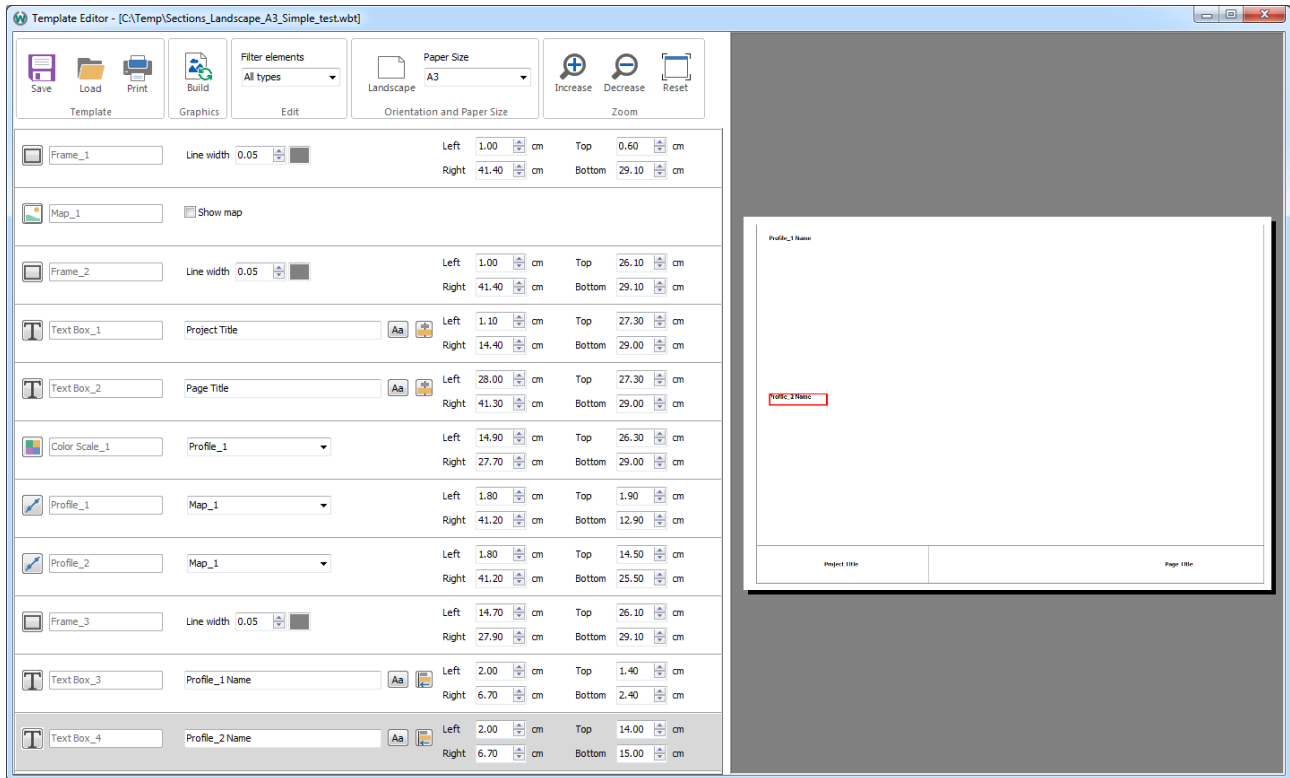 Template Editor - [C:\Temp\Sections_Landscape_A3_Simple_test.wbt]
Filter elements
Paper Size
All types
A3
Save Load Print
Build
Landscape
Increase Decrease Reset
Template
Graphics
Edit
Orientation and Paper Size
Zoom
Frame_1 Line width 0.05 Left 1.00 cm Top 0.60 cm
Right 41.40 cm Bottom 29.10 cm
Map_1 Show map
Frame_2 Line width 0.05 Left 1.00 cm Top 26.10 cm
Right 41.40 cm Bottom 29.10 cm
Text Box_1 Project Title Aa Left 1.10 cm Top 27.30 cm
Right 14.40 cm Bottom 29.00 cm
Text Box_2 Page Title Aa Left 28.00 cm Top 27.30 cm
Right 41.30 cm Bottom 29.00 cm
Color Scale_1 Profile_1 Left 14.90 cm Top 26.30 cm
Right 27.70 cm Bottom 29.00 cm
Profile_1 Map_1 Left 1.80 cm Top 1.90 cm
Right 41.20 cm Bottom 12.90 cm
Profile_2 Map_1 Left 1.80 cm Top 14.50 cm
Right 41.20 cm Bottom 25.50 cm
Frame_3 Line width 0.05 Left 14.70 cm Top 26.10 cm
Right 27.90 cm Bottom 29.10 cm
Text Box_3 Profile_1 Name Aa Left 2.00 cm Top 1.40 cm
Right 6.70 cm Bottom 2.40 cm
Text Box_4 Profile_2 Name Aa Left 2.00 cm Top 14.00 cm
Right 6.70 cm Bottom 15.00 cm
Profile_1 Name
Profile_2 Name
Project Title
Page Title